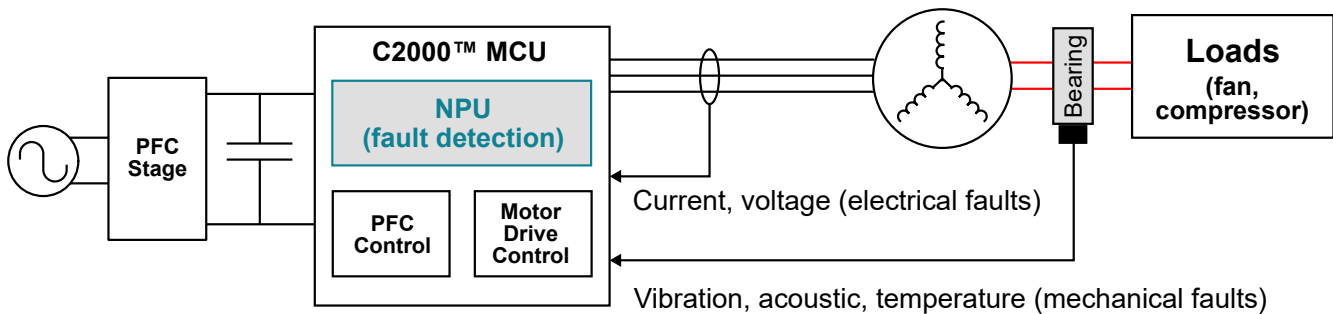 C2000™ MCU
NPU
(fault detection)
PFC
Stage
PFC
Control
Motor
Drive
Control
Bearing
Loads
(fan,
compressor)
Current, voltage (electrical faults)
Vibration, acoustic, temperature (mechanical faults)